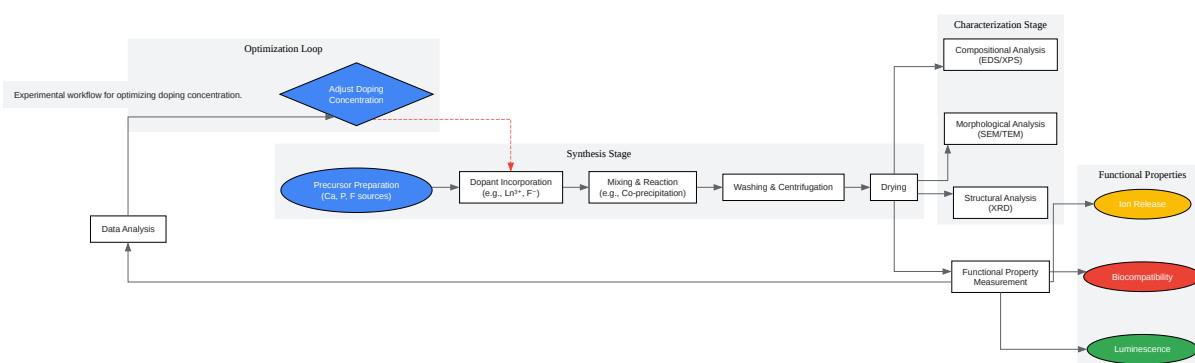 Characterization Stage
Optimization Loop
Compositional Analysis
(EDS/XPS)
Adjust Doping
Concentration
Experimental workflow for optimizing doping concentration.
Morphological Analysis
(SEM/TEM)
Synthesis Stage
Functional Properties
Precursor Preparation
(Ca, P, F sources)
Dopant Incorporation
(e.g., Ln³⁺, F⁻)
Mixing & Reaction
(e.g., Co-precipitation)
Washing & Centrifugation
Drying
Structural Analysis
(XRD)
Ion Release
Data Analysis
Functional Property
Measurement
Biocompatibility
Luminescence